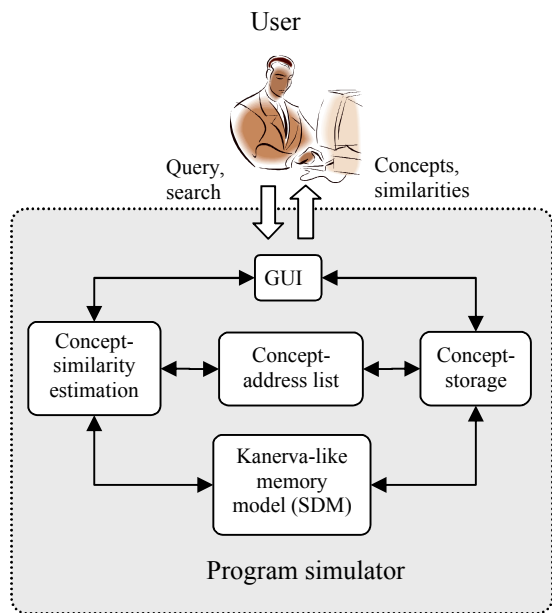 User
Query,
search
Concepts,
similarities
GUI
Concept-
similarity
estimation
Concept-
address list
Concept-
storage
Kanerva-like
memory
model (SDM)
Program simulator